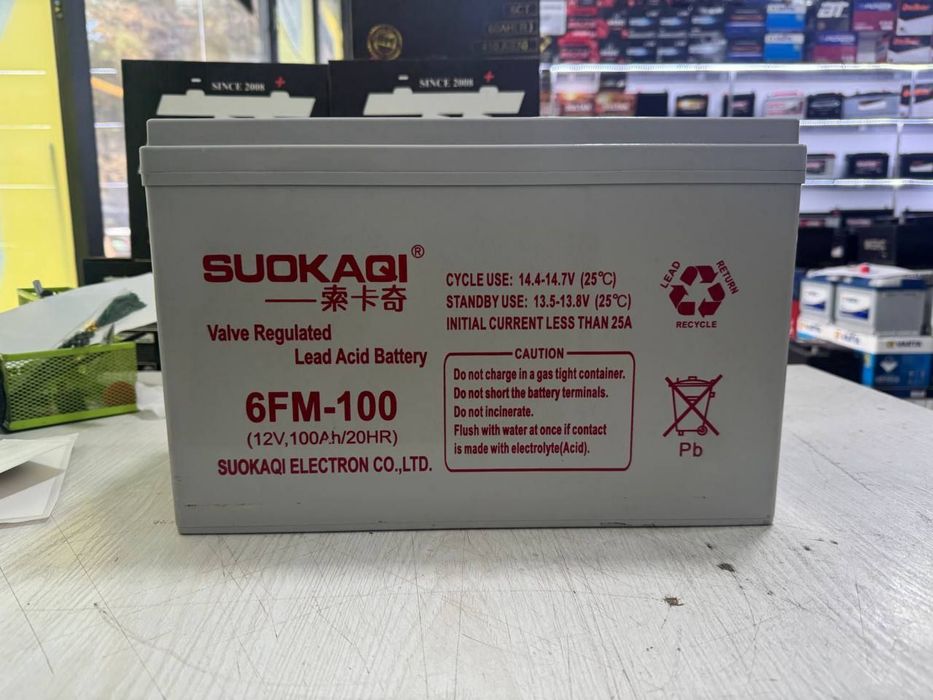 SINCE 2008
SINCE 2008
SUOKAQI®
索卡奇
Valve Regulated
Lead Acid Battery
6FM-100
(12V,100Ah/20HR)
SUOKAQI ELECTRON CO.,LTD.
CYCLE USE: 14.4-14.7V (25℃)
STANDBY USE: 13.5-13.8V (25℃)
INITIAL CURRENT LESS THAN 25A
CAUTION
Do not charge in a gas tight container.
Do not short the battery terminals.
Do not incinerate.
Flush with water at once if contact
is made with electrolyte(Acid).
LEAD
RETURN
RECYCLE
Pb
VARTA